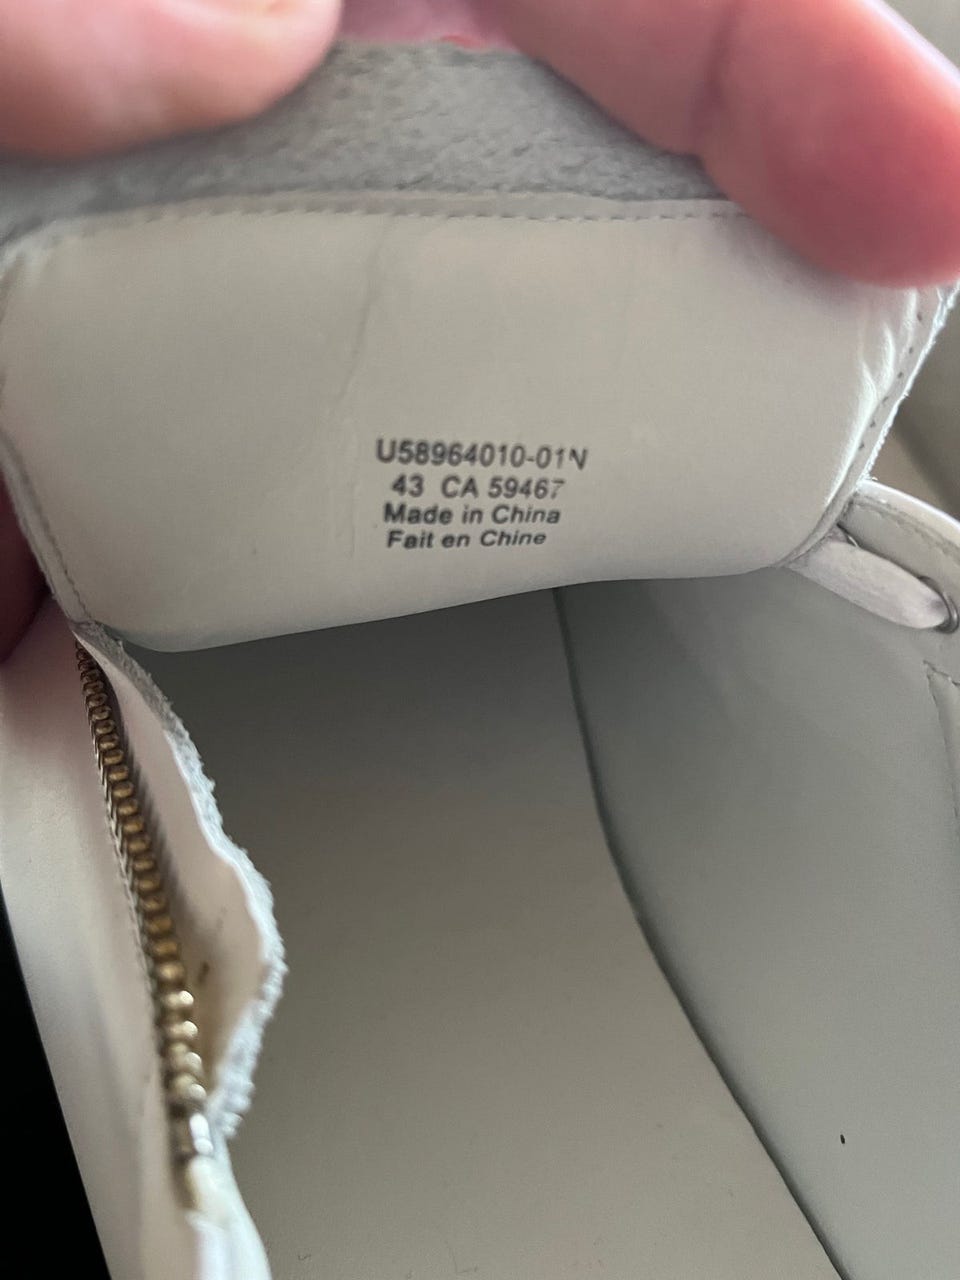 U58964010-01N
43 CA 59467
Made in China
Fait en Chine